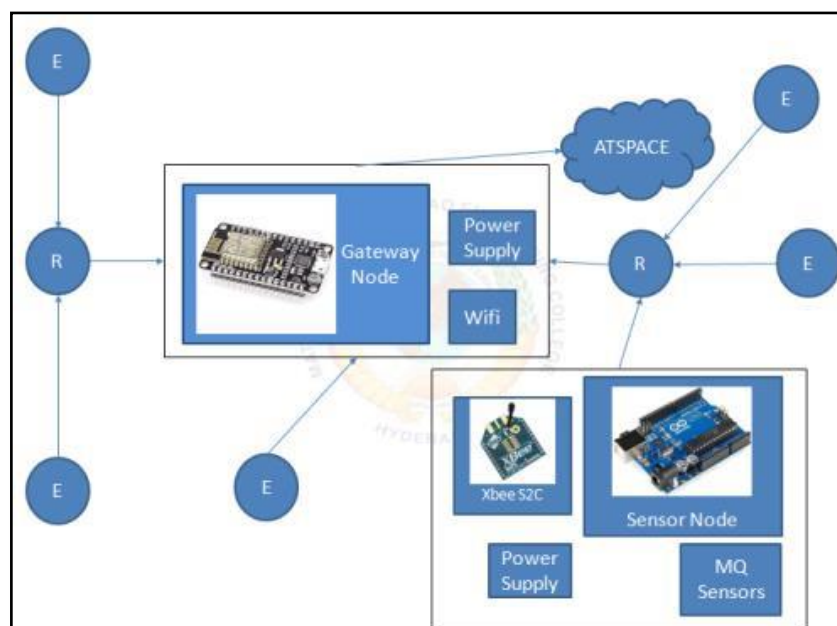 E
E
ATSPACE
Power
Supply
Gateway
Node
R
R
E
Wifi
E
E
Xbee S2C
Sensor Node
Power
Supply
MQ
Sensors